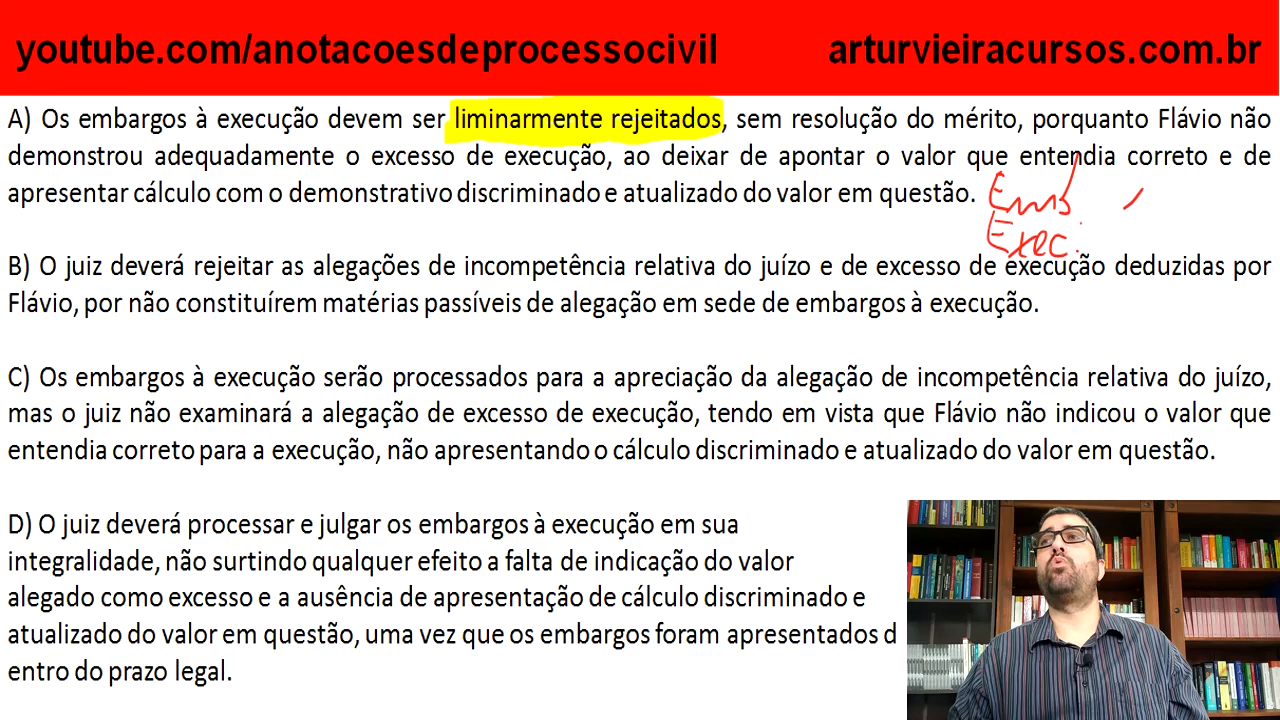 youtube.com/anotacoesdeprocessocivil arturvieiracursos.com.br
A) Os embargos à execução devem ser liminarmente rejeitados, sem resolução do mérito, porquanto Flávio não
demonstrou adequadamente o excesso de execução, ao deixar de apontar o valor que entendia correto e de
apresentar cálculo com o demonstrativo discriminado e atualizado do valor em questão.
Emb
Exec.
B) O juiz deverá rejeitar as alegações de incompetência relativa do juízo e de excesso de execução deduzidas por
Flávio, por não constituírem matérias passíveis de alegação em sede de embargos à execução.
C) Os embargos à execução serão processados para a apreciação da alegação de incompetência relativa do juízo,
mas o juiz não examinará a alegação de excesso de execução, tendo em vista que Flávio não indicou o valor que
entendia correto para a execução, não apresentando o cálculo discriminado e atualizado do valor em questão.
D) O juiz deverá processar e julgar os embargos à execução em sua
integralidade, não surtindo qualquer efeito a falta de indicação do valor
alegado como excesso e a ausência de apresentação de cálculo discriminado e
atualizado do valor em questão, uma vez que os embargos foram apresentados d
entro do prazo legal.